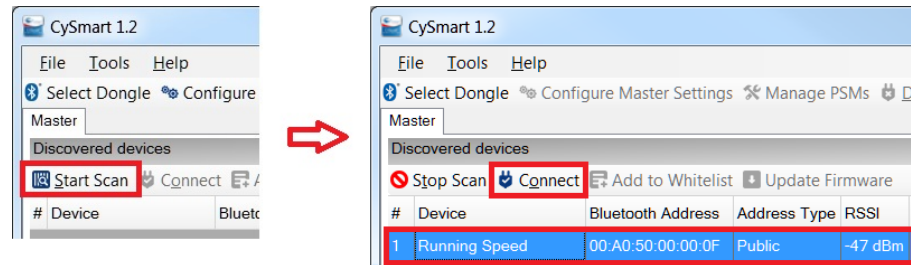 CySmart 1.2
File Tools Help
Select Dongle Configure
Master
Discovered devices
Start Scan Connect
# Device
CySmart 1.2
File Tools Help
Select Dongle Configure Master Settings Manage PSMs
Master
Discovered devices
Stop Scan Connect Add to Whitelist Update Firmware
# Device Bluetooth Address Address Type RSSI
1 Running Speed 00:A0:50:00:00:0F Public -47 dBm